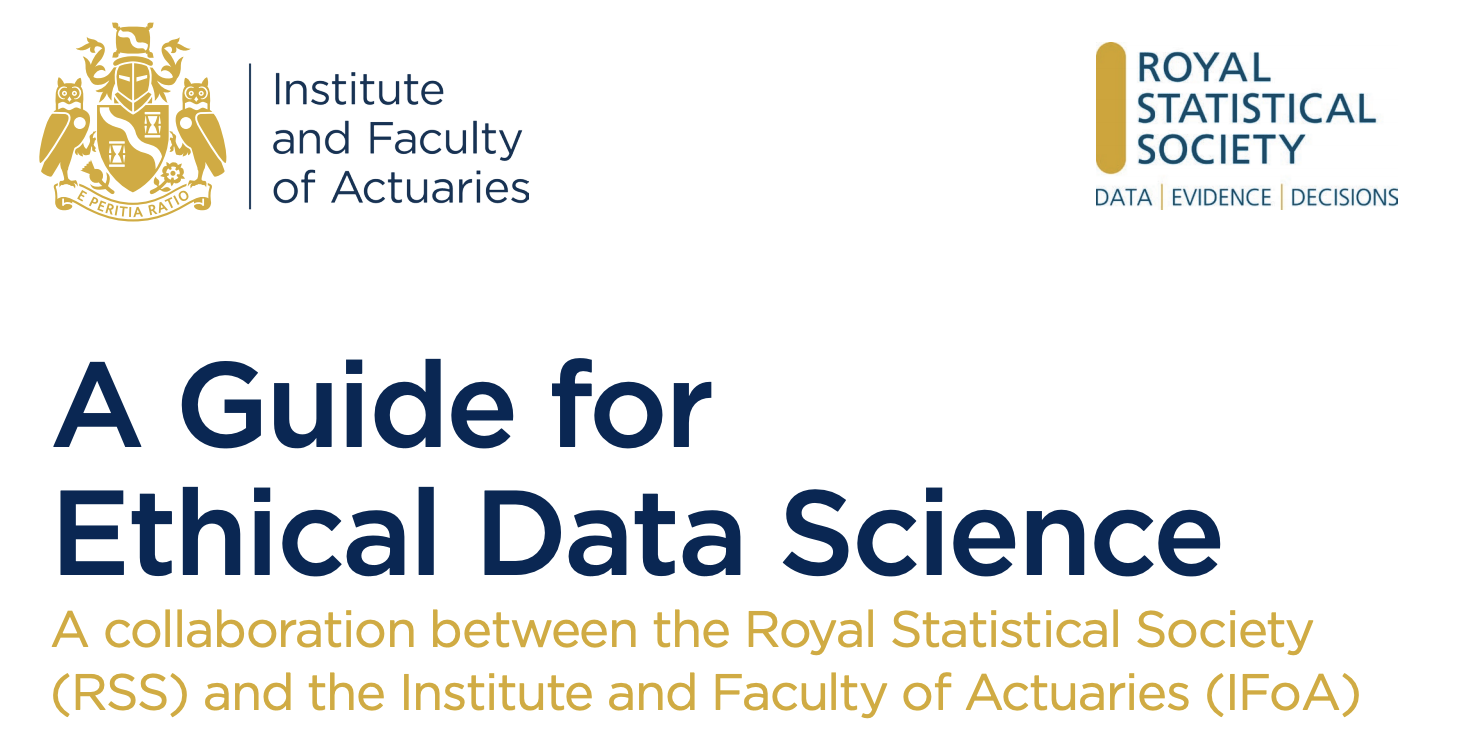 Institute
and Faculty
of Actuaries
E PERITIA RATIO
ROYAL
STATISTICAL
SOCIETY
DATA | EVIDENCE | DECISIONS
A Guide for
Ethical Data Science
A collaboration between the Royal Statistical Society
(RSS) and the Institute and Faculty of Actuaries (IFoA)